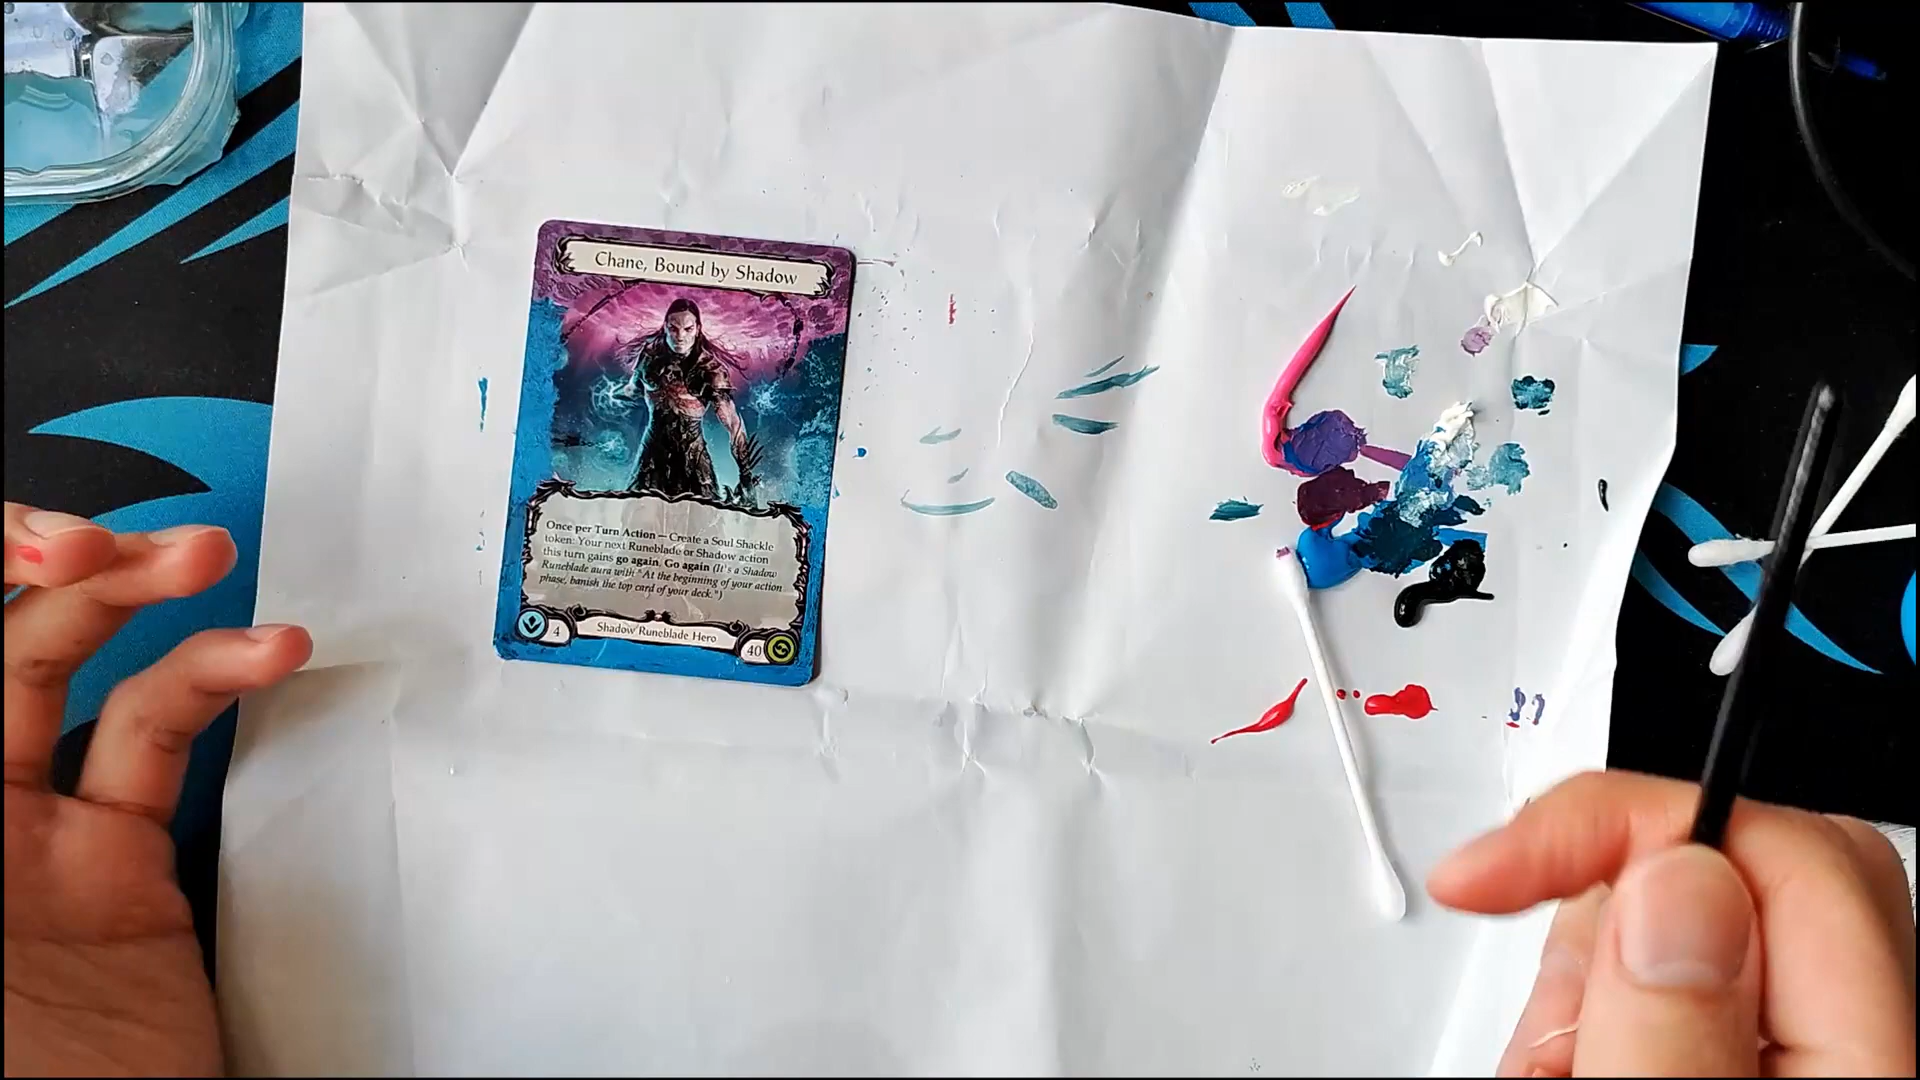 Chane, Bound by Shadow
Once per Turn Action — Create a Soul Shackle
token: Your next Runeblade or Shadow action
this turn gains go again. Go again (It's a Shadow
Runeblade aura with "At the beginning of your action
phase, banish the top card of your deck.")
4
Shadow Runeblade Hero
40